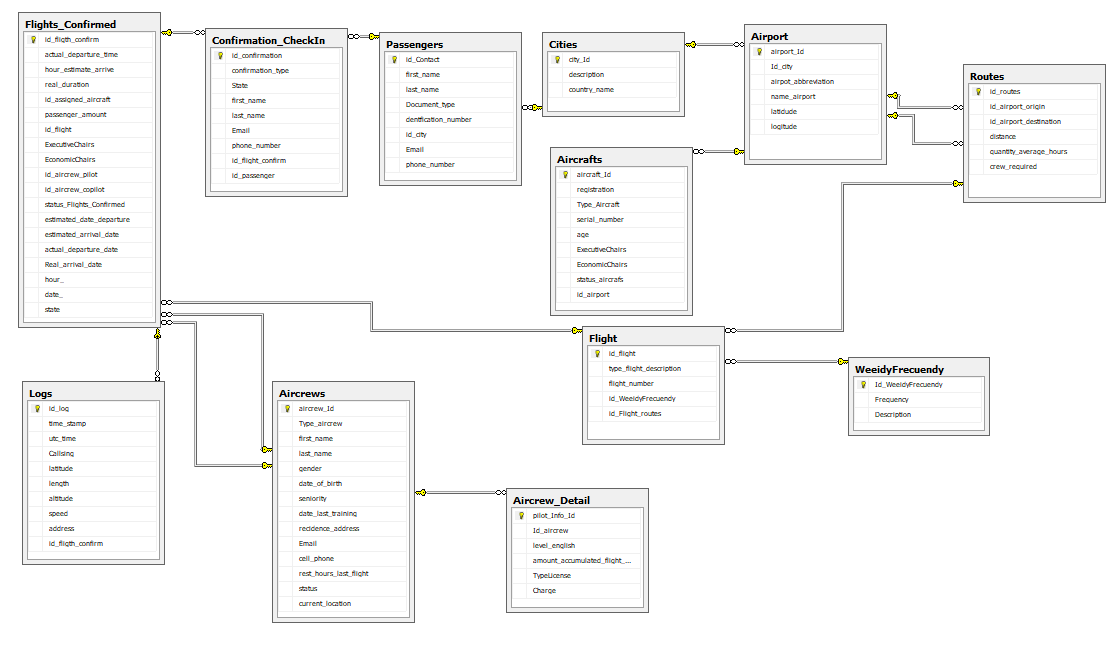 Flights_Confirmed
id_fligth_confirm
actual_departure_time
hour_estimate_arrive
real_duration
id_assigned_aircraft
passenger_amount
id_flight
ExecutiveChairs
EconomicChairs
id_aircrew_pilot
id_aircrew_copilot
status_Flights_Confirmed
estimated_date_departure
estimated_arrival_date
actual_departure_date
Real_arrival_date
hour_
date_
state
Confirmation_CheckIn
id_confirmation
confirmation_type
State
first_name
last_name
Email
phone_number
id_flight_confirm
id_passenger
Passengers
id_Contact
first_name
last_name
Document_type
dentfication_number
id_city
Email
phone_number
Cities
city_Id
description
country_name
Airport
airport_Id
Id_city
airpot_abbreviation
name_airport
latidude
logitude
Routes
id_routes
id_airport_origin
id_airport_destination
distance
quantity_average_hours
crew_required
Aircrafts
aircraft_Id
registration
Type_Aircraft
serial_number
age
ExecutiveChairs
EconomicChairs
status_aircrafs
id_airport
Flight
id_flight
type_flight_description
flight_number
id_WeeidyFrecuendy
id_Flight_routes
WeeidyFrecuendy
Id_WeeidyFrecuendy
Frequency
Description
Logs
id_log
time_stamp
utc_time
Callsing
latitude
length
altitude
speed
address
id_fligth_confirm
Aircrews
aircrew_Id
Type_aircrew
first_name
last_name
gender
date_of_birth
seniority
date_last_training
recidence_address
Email
cell_phone
rest_hours_last_flight
status
current_location
Aircrew_Detail
pilot_Info_Id
Id_aircrew
level_english
amount_accumulated_flight_...
TypeLicense
Charge